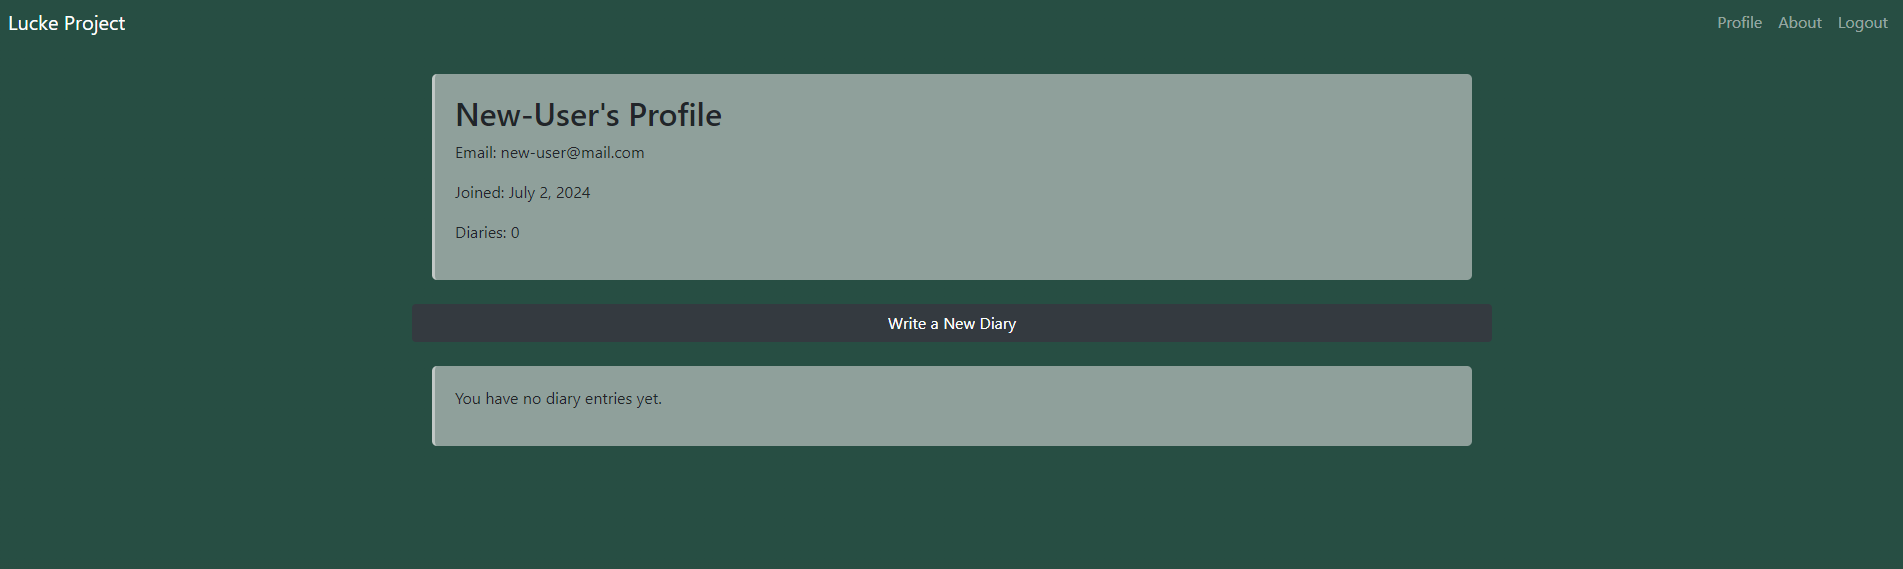 Lucke Project
Profile About Logout
New-User's Profile
Email: new-user@mail.com
Joined: July 2, 2024
Diaries: 0
Write a New Diary
You have no diary entries yet.